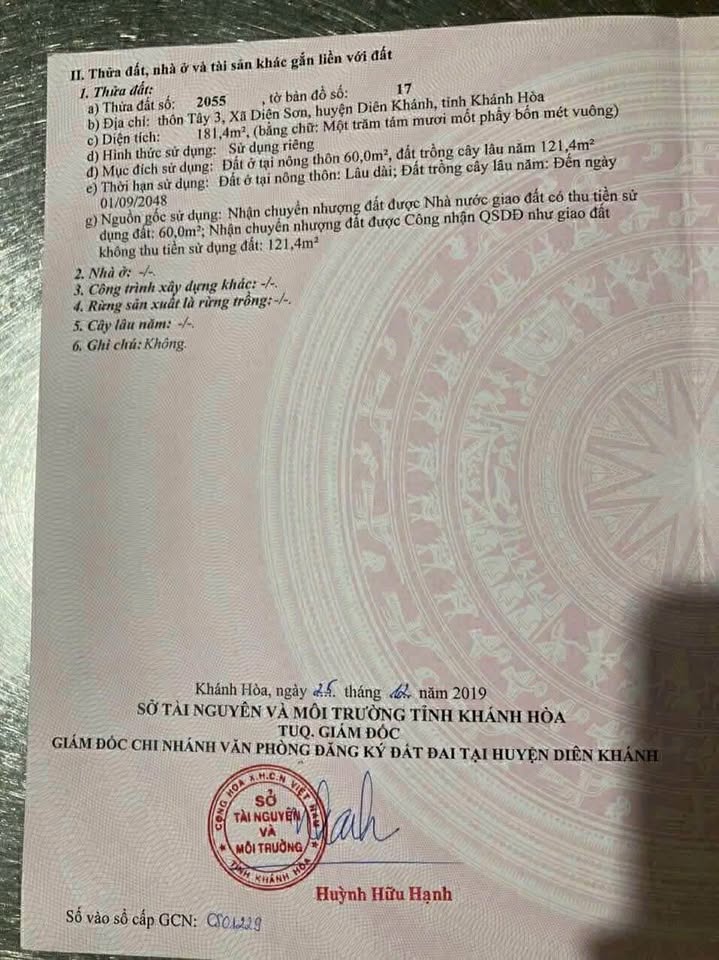 II. Thửa đất, nhà ở và tài sản khác gắn liền với đất
1. Thửa đất:
a) Thửa đất số: 2055 , tờ bản đồ số: 17
b) Địa chỉ: thôn Tây 3, Xã Diên Sơn, huyện Diên Khánh, tỉnh Khánh Hòa
c) Diện tích: 181,4m², (bằng chữ: Một trăm tám mươi mốt phẩy bốn mét vuông)
d) Hình thức sử dụng: Sử dụng riêng
đ) Mục đích sử dụng: Đất ở tại nông thôn 60,0m², đất trồng cây lâu năm 121,4m²
e) Thời hạn sử dụng: Đất ở tại nông thôn: Lâu dài; Đất trồng cây lâu năm: Đến ngày
01/09/2048
g) Nguồn gốc sử dụng: Nhận chuyển nhượng đất được Nhà nước giao đất có thu tiền sử
dụng đất: 60,0m²; Nhận chuyển nhượng đất được Công nhận QSDĐ như giao đất
không thu tiền sử dụng đất: 121,4m²
2. Nhà ở: -/-.
3. Công trình xây dựng khác: -/-.
4. Rừng sản xuất là rừng trồng: -/-.
5. Cây lâu năm: -/-.
6. Ghi chú: Không.
Khánh Hòa, ngày 25 tháng 12 năm 2019
SỞ TÀI NGUYÊN VÀ MÔI TRƯỜNG TỈNH KHÁNH HÒA
TUQ. GIÁM ĐỐC
GIÁM ĐỐC CHI NHÁNH VĂN PHÒNG ĐĂNG KÝ ĐẤT ĐAI TẠI HUYỆN DIÊN KHÁNH
CỘNG HÒA X.H.C.N VIỆT NAM
SỞ
TÀI NGUYÊN
VÀ
MÔI TRƯỜNG
TỈNH KHÁNH HÒA
Huỳnh Hữu Hạnh
Số vào sổ cấp GCN: CS01229